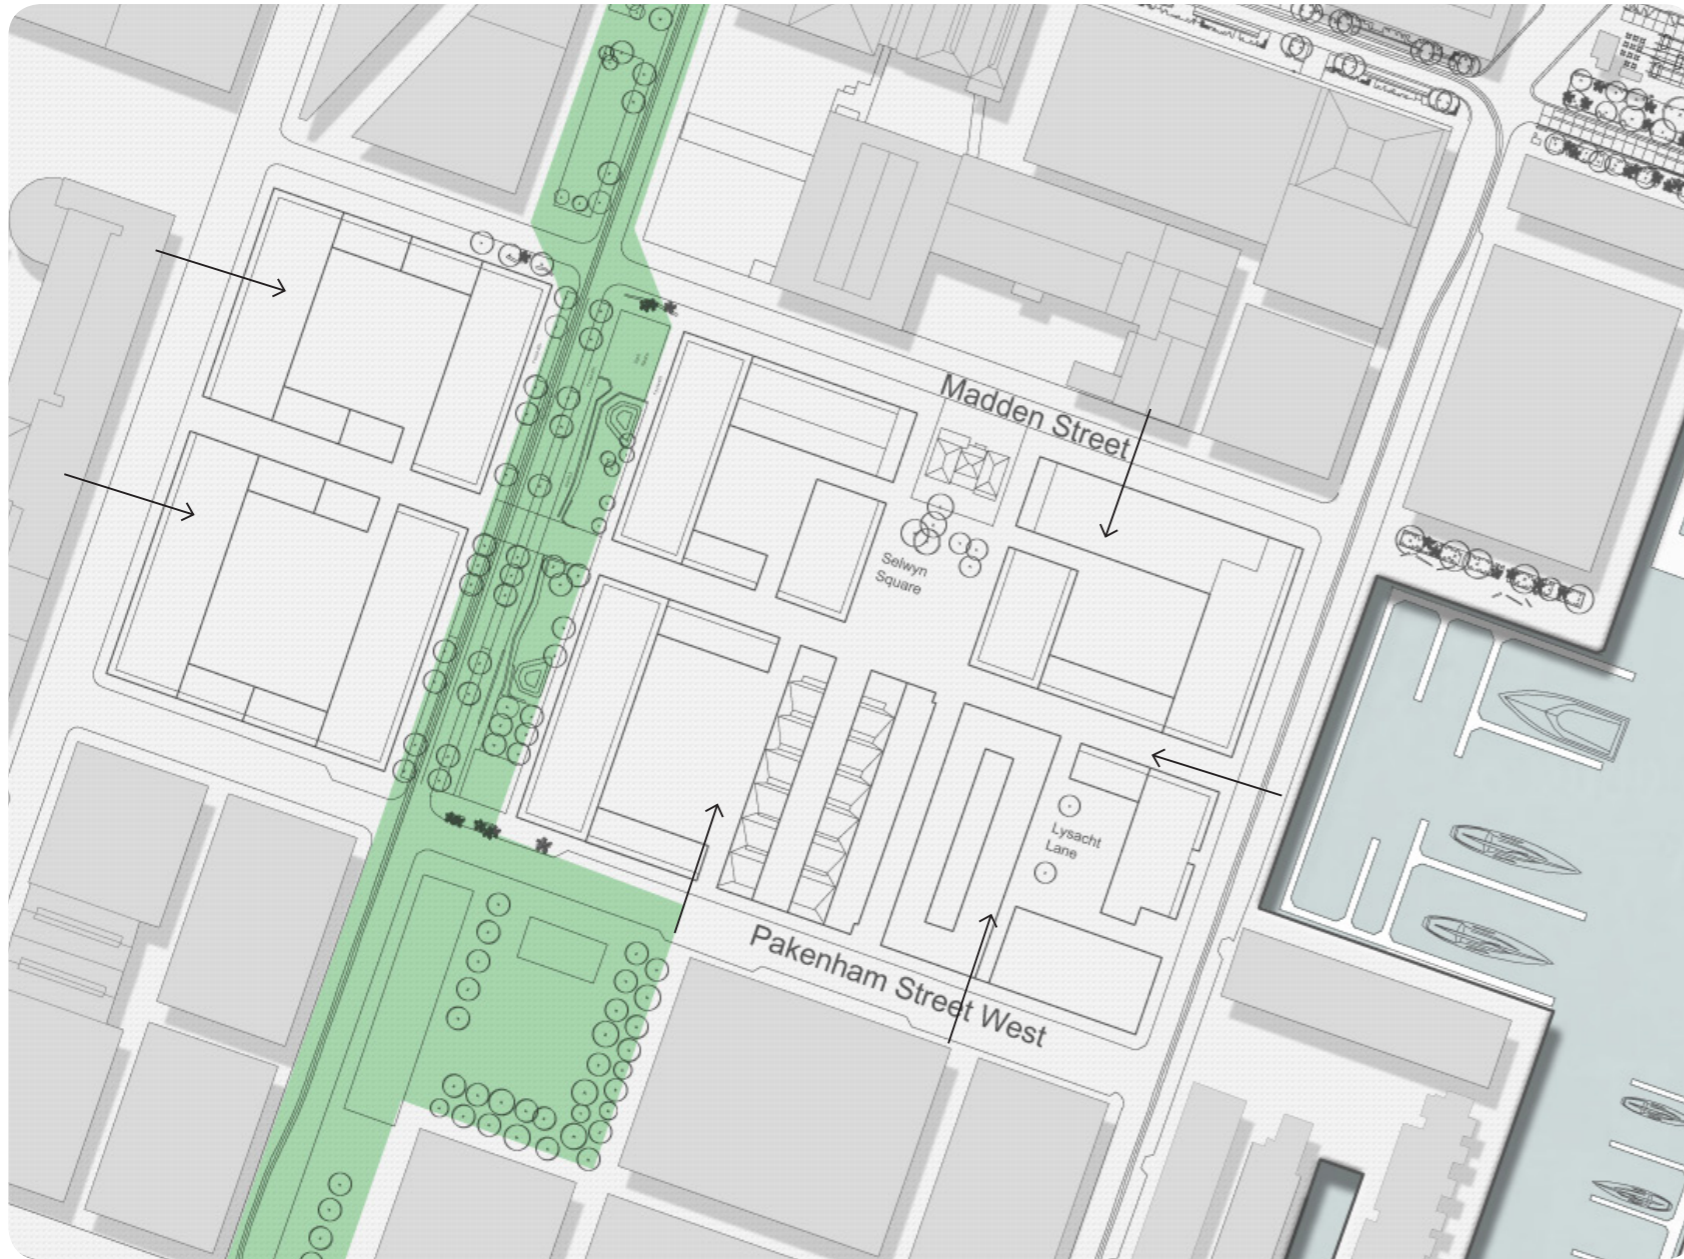 Madden Street
Selwyn
Square
Lysacht
Lane
Pakenham Street West